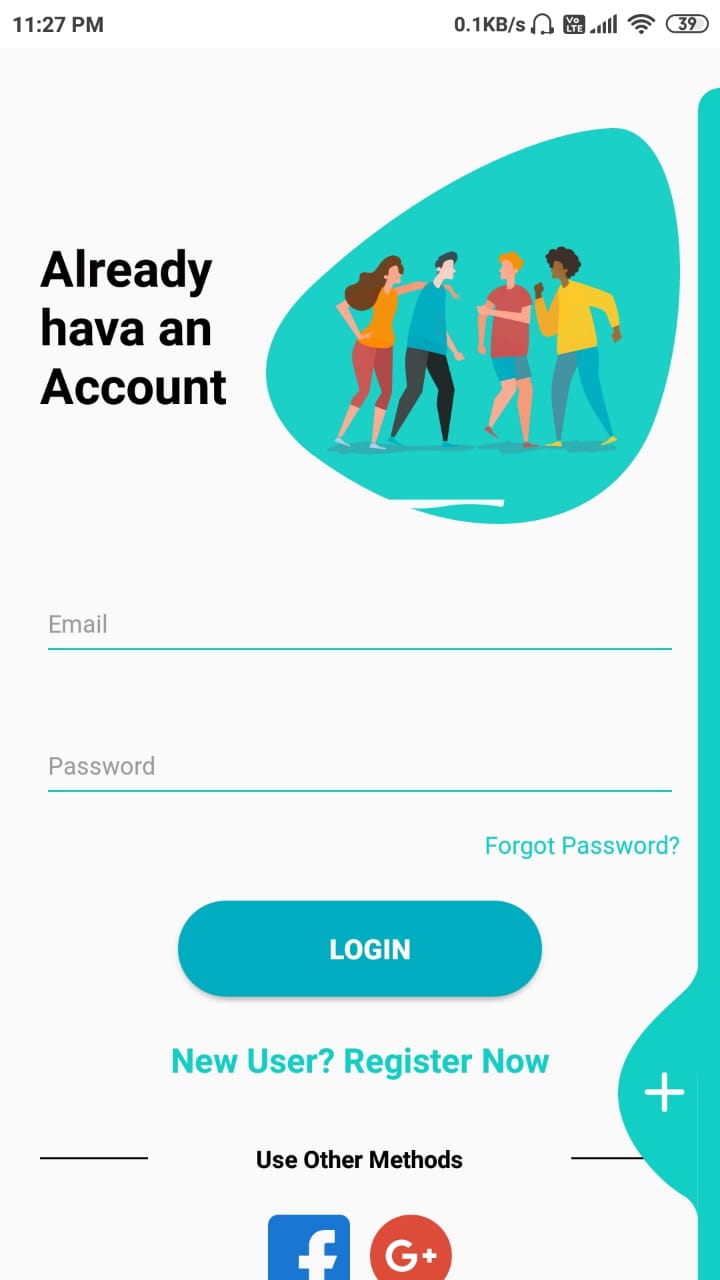 11:27 PM 0.1KB/s Vo LTE 39
Already
hava an
Account
Email
Password
Forgot Password?
LOGIN
New User? Register Now
Use Other Methods
f G+